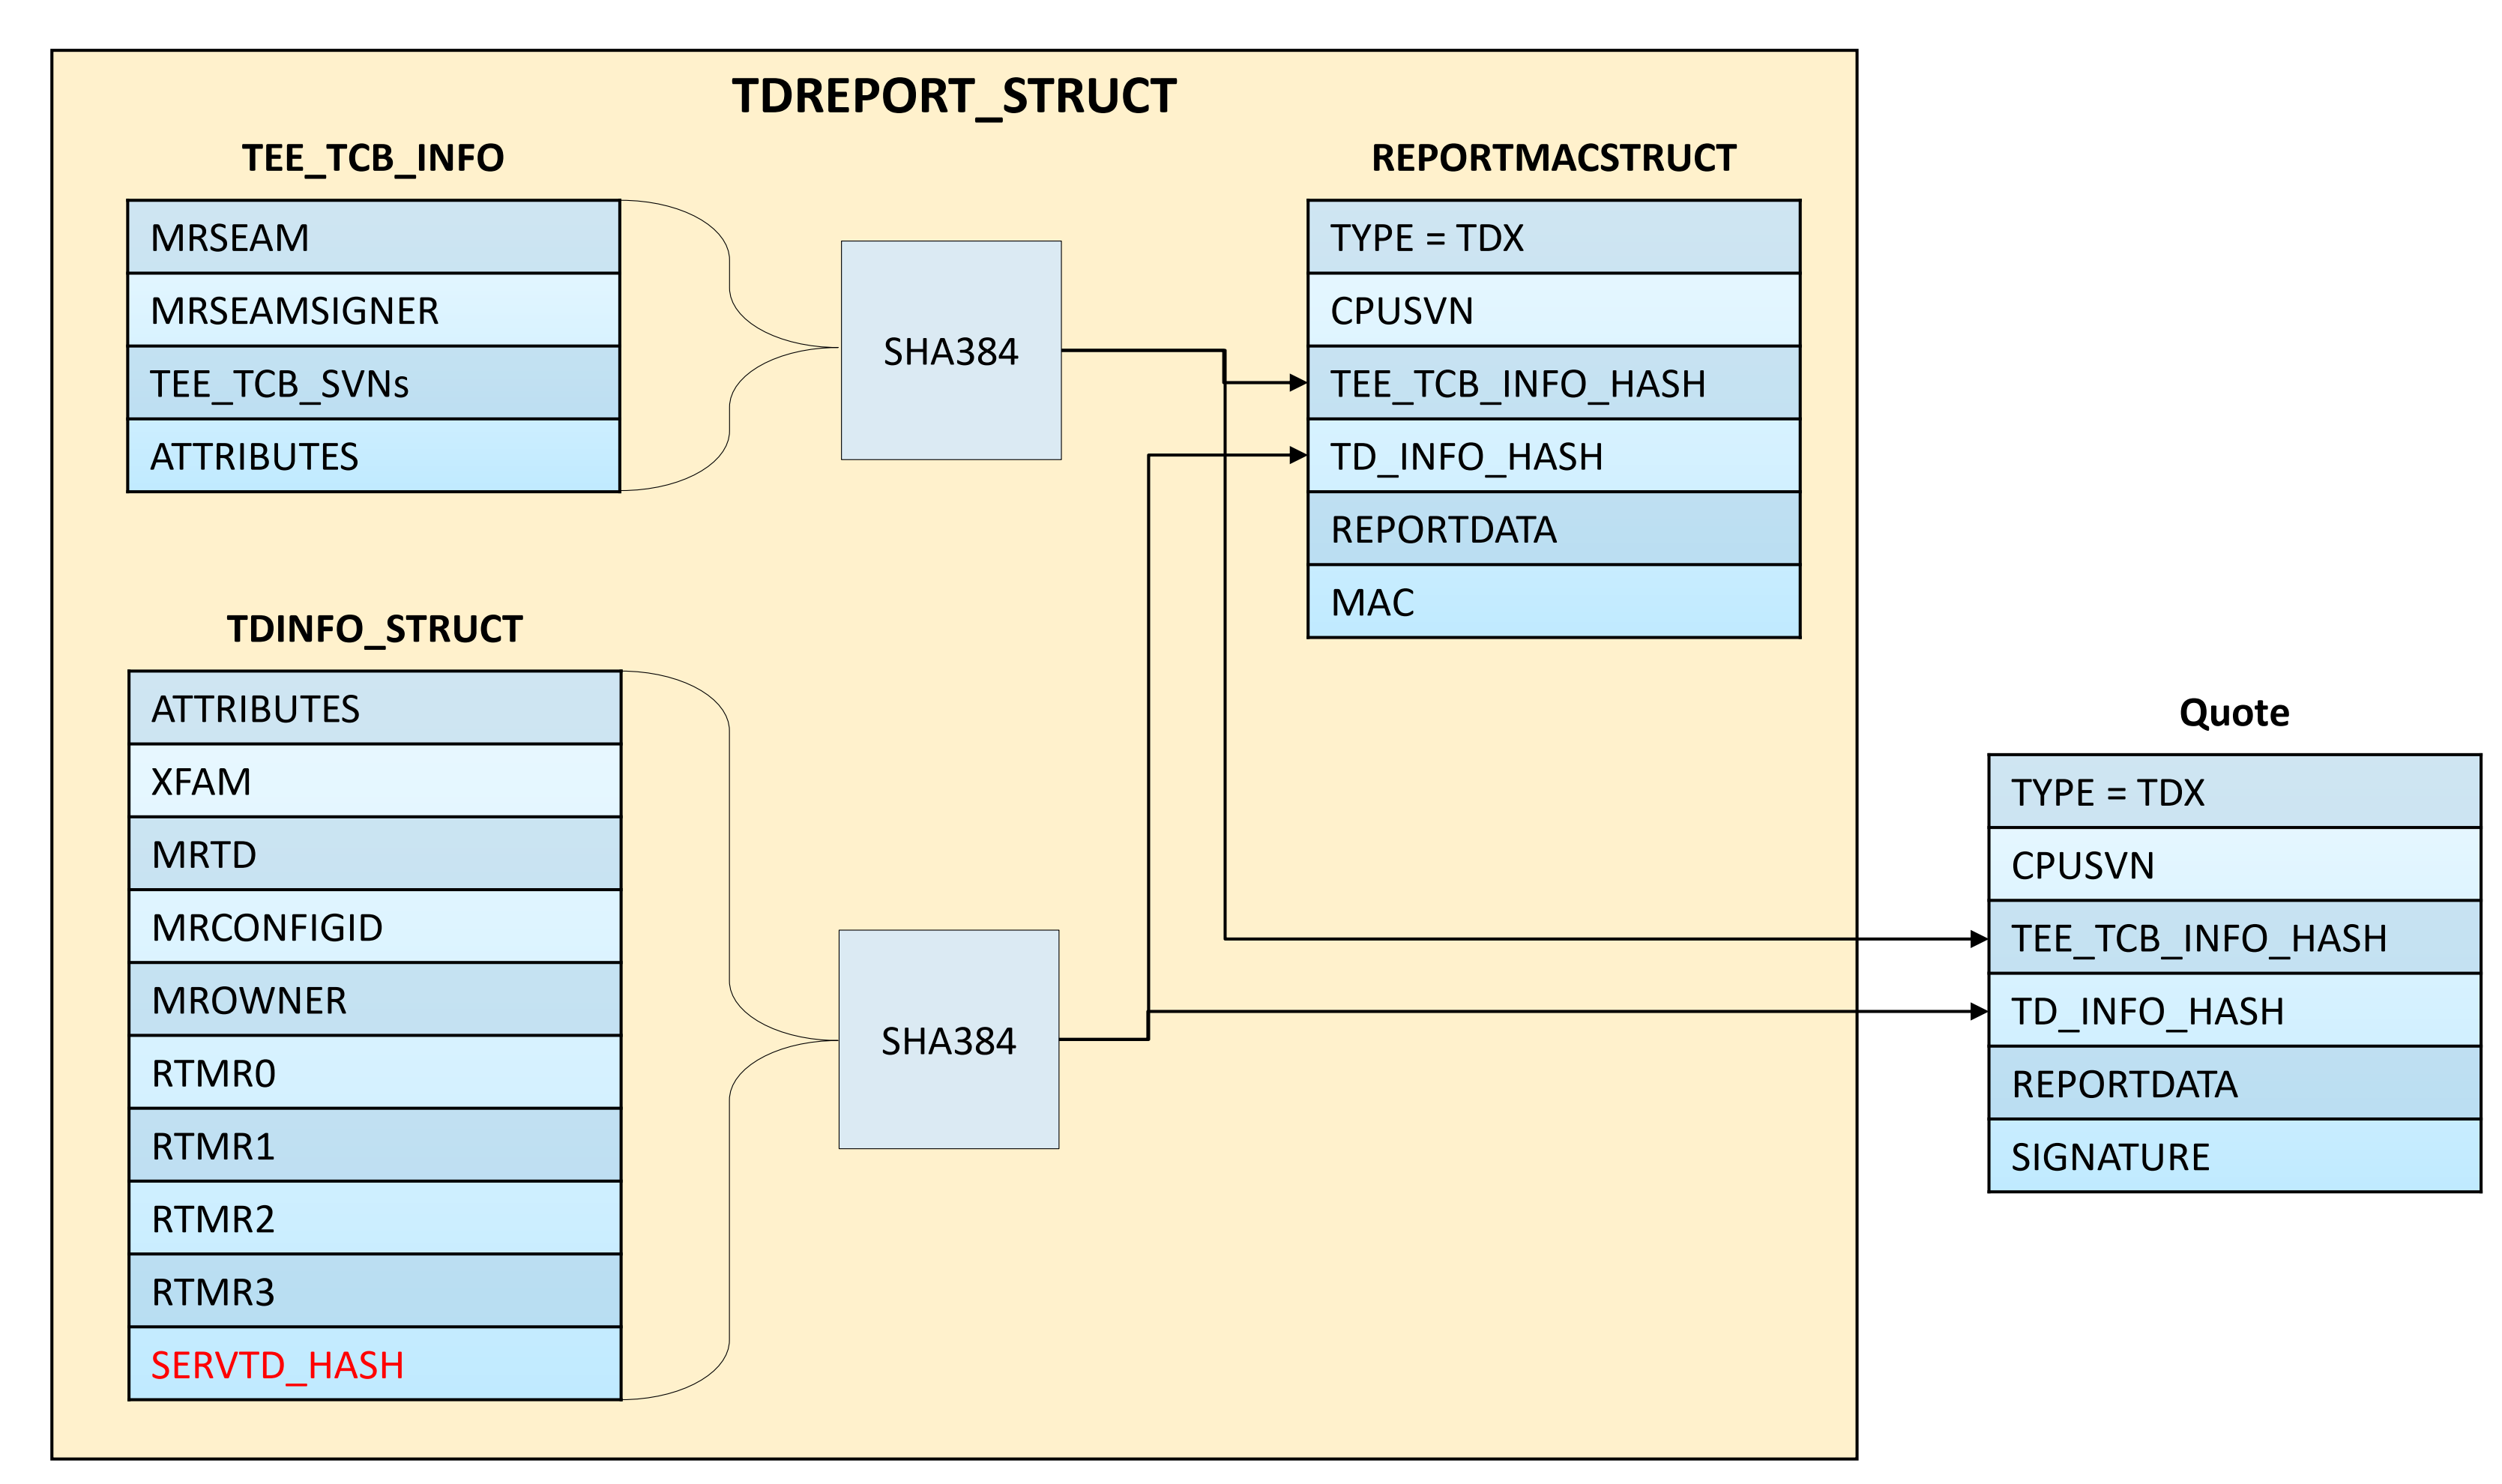 TDREPORT_STRUCT
TEE_TCB_INFO
MRSEAM
MRSEAMSIGNER
TEE_TCB_SVNs
ATTRIBUTES
SHA384
REPORTMACSTRUCT
TYPE = TDX
CPUSVN
TEE_TCB_INFO_HASH
TD_INFO_HASH
REPORTDATA
MAC
TDINFO_STRUCT
ATTRIBUTES
XFAM
MRTD
MRCONFIGID
MROWNER
RTMR0
RTMR1
RTMR2
RTMR3
SERVTD_HASH
SHA384
Quote
TYPE = TDX
CPUSVN
TEE_TCB_INFO_HASH
TD_INFO_HASH
REPORTDATA
SIGNATURE